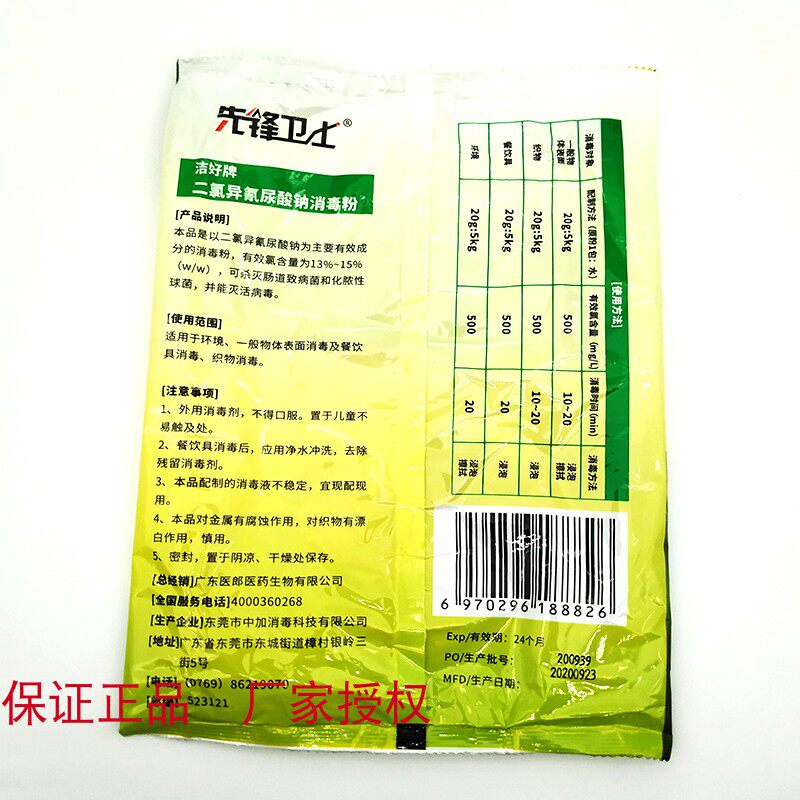 先锋卫士®
洁好牌
二氯异氰尿酸钠消毒粉
[产品说明]
本品是以二氯异氰尿酸钠为主要有效成
分的消毒粉，有效氯含量为13%~15%
（w/w），可杀灭肠道致病菌和化脓性
球菌，并能灭活病毒。
[使用范围]
适用于环境、一般物体表面消毒及餐饮
具消毒、织物消毒。
[注意事项]
1、外用消毒剂，不得口服。置于儿童不
易触及处。
2、餐饮具消毒后，应用净水冲洗，去除
残留消毒剂。
3、本品配制的消毒液不稳定，宜现配现
用。
4、本品对金属有腐蚀作用，对织物有漂
白作用，慎用。
5、密封，置于阴凉、干燥处保存。
[总经销]广东医郎医药生物有限公司
[全国服务电话]4000360268
[生产企业]东莞市中加消毒科技有限公司
[地址]广东省东莞市东城街道樟村银岭三
街5号
[电话]（0769）86219070
523121
[使用方法]
消毒对象 配制方法（原粉1包：水） 有效氯含量（mg/L） 消毒时间(min) 消毒方法
一般物体表面 20g:5kg 500 10~20 浸泡 擦拭
织物 20g:5kg 500 10~20 浸泡
餐饮具 20g:5kg 500 20 浸泡
环境 20g:5kg 500 20 浸泡 擦拭
6 970296 188826
Exp/有效期：24个月
PO/生产批号： 200939
MFD/生产日期： 20200923
保证正品 厂家授权